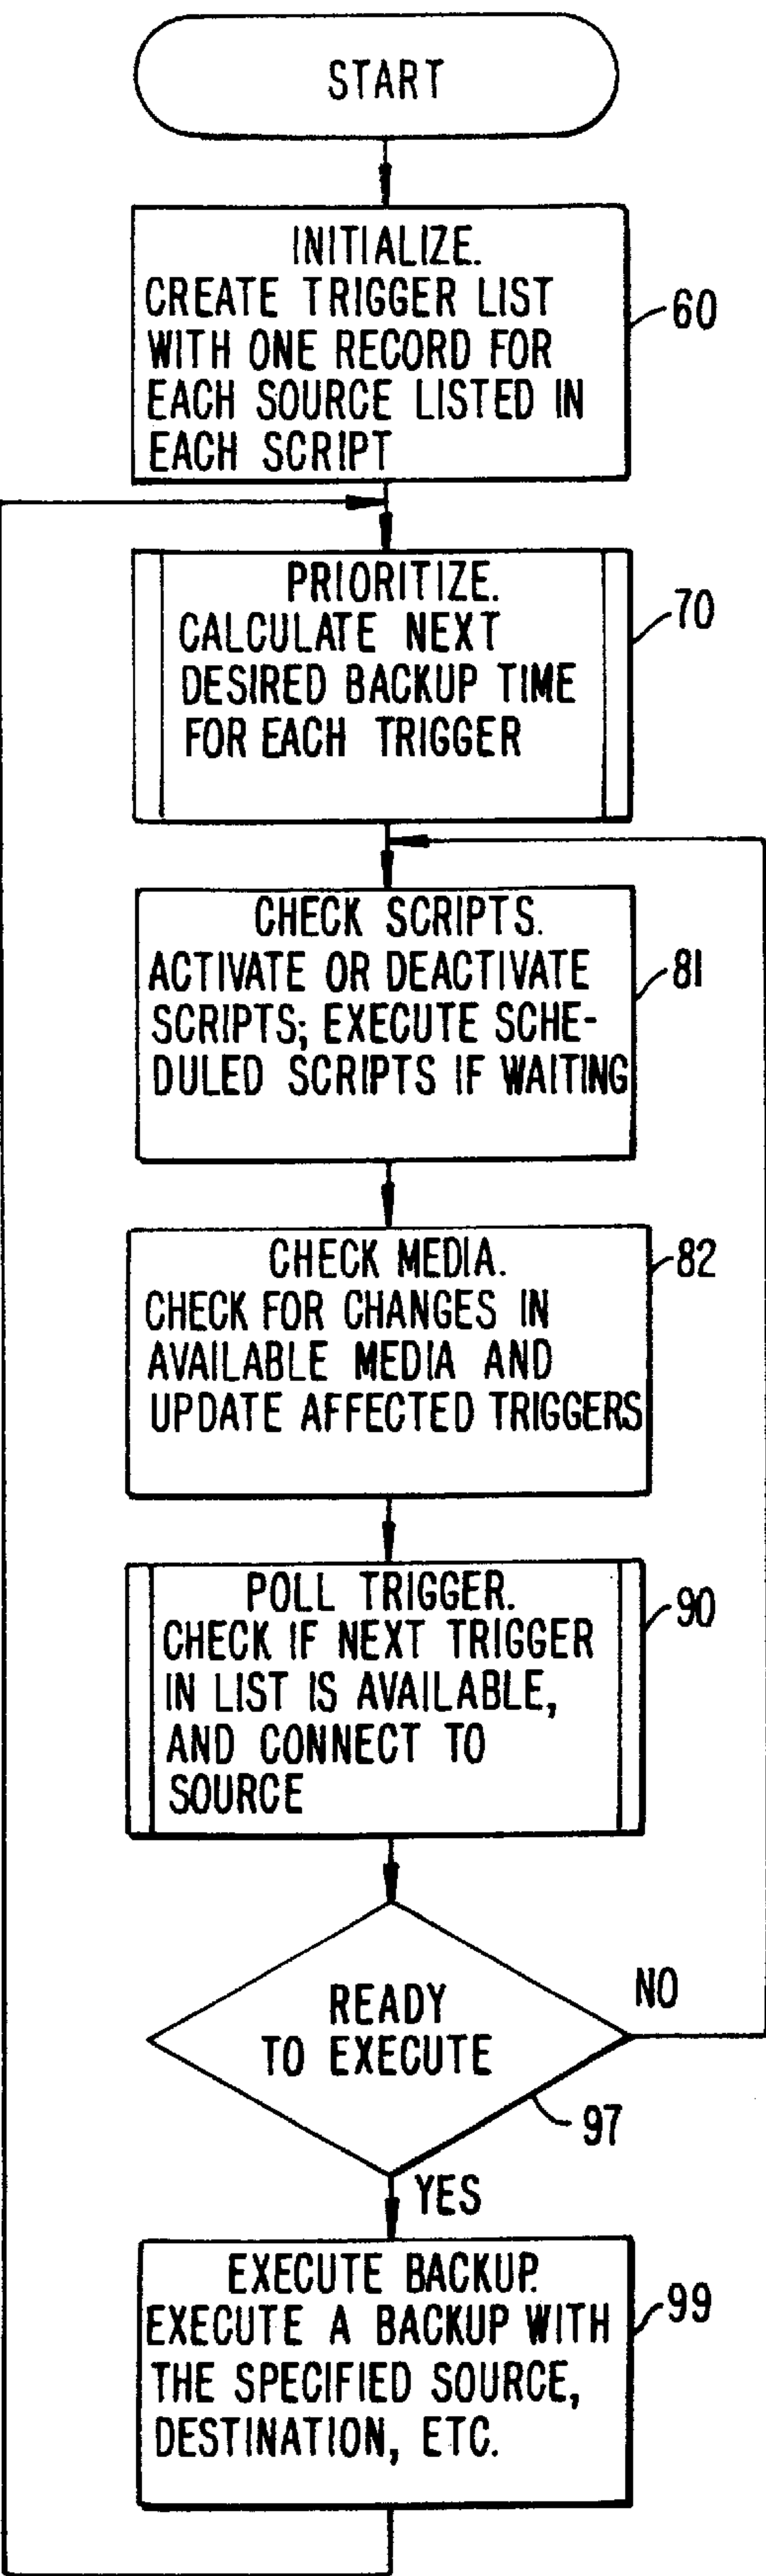 START
INITIALIZE.
CREATE TRIGGER LIST
WITH ONE RECORD FOR
EACH SOURCE LISTED IN
EACH SCRIPT
60
PRIORITIZE.
CALCULATE NEXT
DESIRED BACKUP TIME
FOR EACH TRIGGER
70
CHECK SCRIPTS.
ACTIVATE OR DEACTIVATE
SCRIPTS; EXECUTE SCHE-
DULED SCRIPTS IF WAITING
81
CHECK MEDIA.
CHECK FOR CHANGES IN
AVAILABLE MEDIA AND
UPDATE AFFECTED TRIGGERS
82
POLL TRIGGER.
CHECK IF NEXT TRIGGER
IN LIST IS AVAILABLE,
AND CONNECT TO
SOURCE
90
READY
TO EXECUTE
NO
97
YES
EXECUTE BACKUP.
EXECUTE A BACKUP WITH
THE SPECIFIED SOURCE,
DESTINATION, ETC.
99